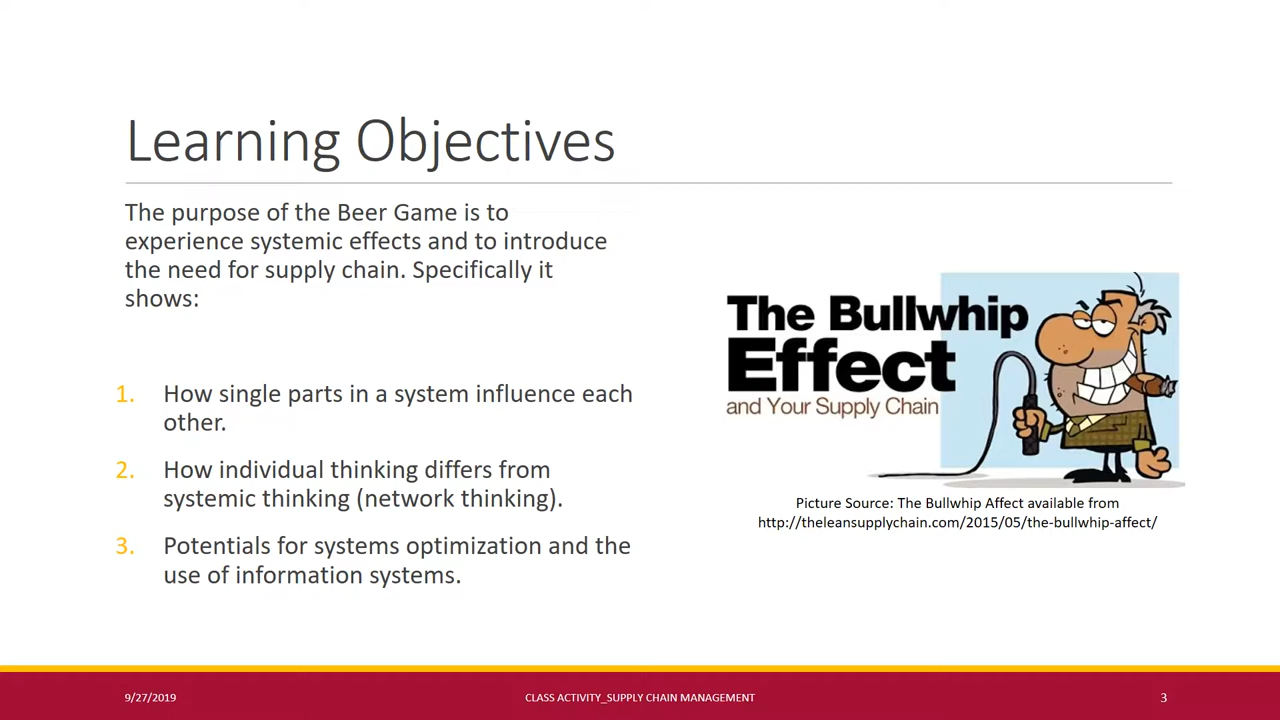 Learning Objectives
The purpose of the Beer Game is to
experience systemic effects and to introduce
the need for supply chain. Specifically it
shows:
1. How single parts in a system influence each
other.
2. How individual thinking differs from
systemic thinking (network thinking).
3. Potentials for systems optimization and the
use of information systems.
The Bullwhip
Effect
and Your Supply Chain
Picture Source: The Bullwhip Affect available from
http://theleansupplychain.com/2015/05/the-bullwhip-affect/
9/27/2019
CLASS ACTIVITY_SUPPLY CHAIN MANAGEMENT
3